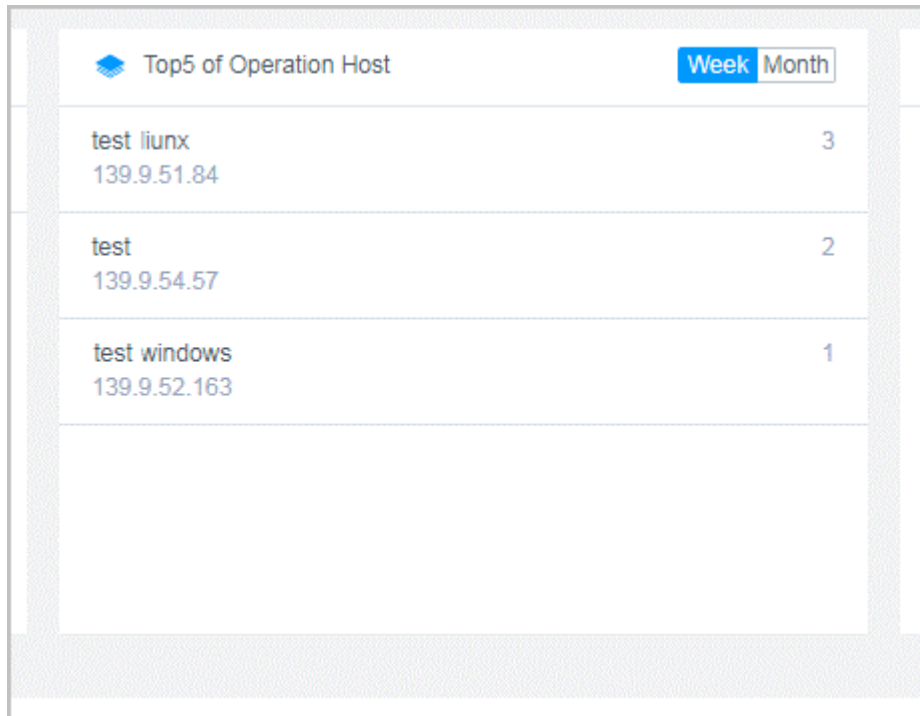 Top5 of Operation Host
Week Month
test liunx 3
139.9.51.84
test 2
139.9.54.57
test windows 1
139.9.52.163